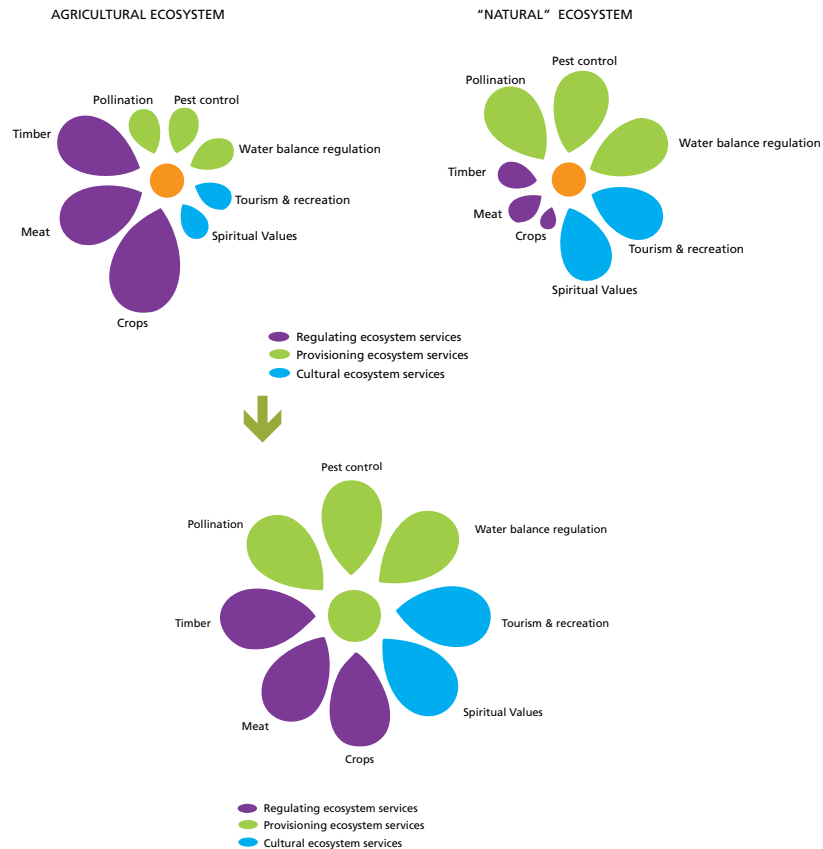 AGRICULTURAL ECOSYSTEM
Pollination
Pest control
Timber
Water balance regulation
Tourism & recreation
Meat
Spiritual Values
Crops
“NATURAL” ECOSYSTEM
Pest control
Pollination
Water balance regulation
Timber
Meat
Crops
Tourism & recreation
Spiritual Values
Regulating ecosystem services
Provisioning ecosystem services
Cultural ecosystem services
Pest control
Pollination
Water balance regulation
Timber
Tourism & recreation
Spiritual Values
Meat
Crops
Regulating ecosystem services
Provisioning ecosystem services
Cultural ecosystem services